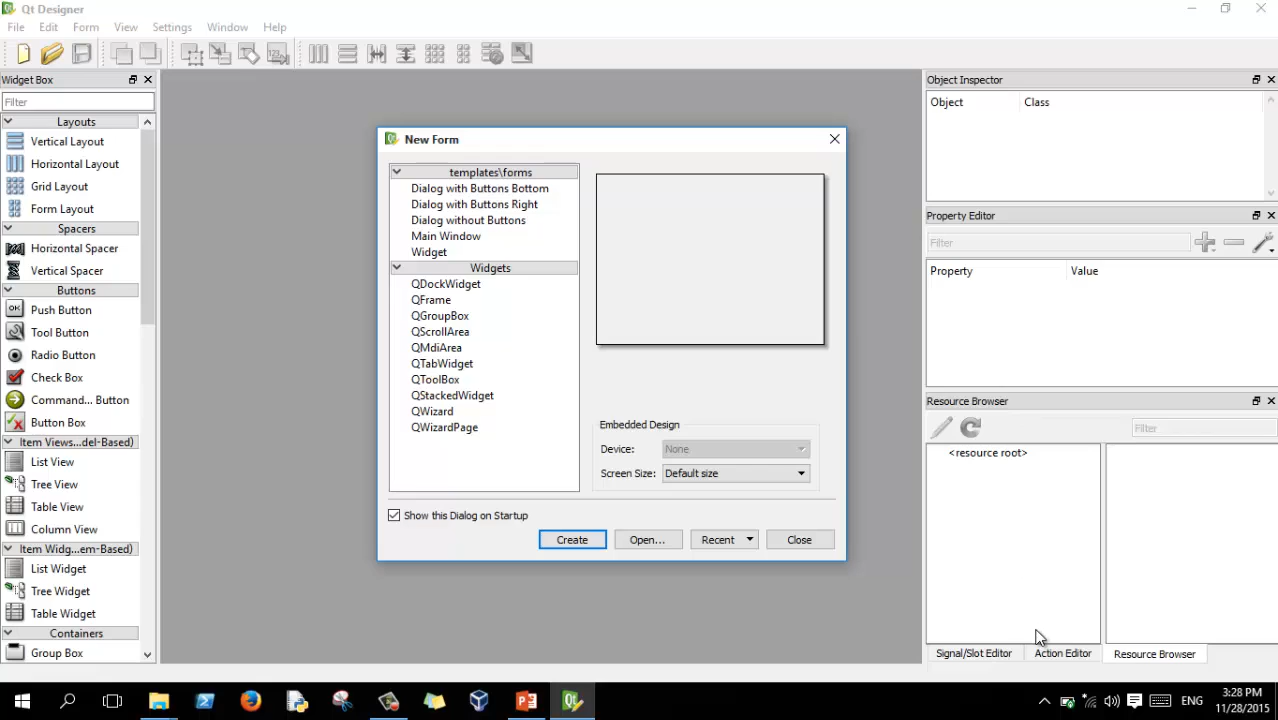 Qt Designer
File Edit Form View Settings Window Help
Widget Box
Filter
Layouts
Vertical Layout
Horizontal Layout
Grid Layout
Form Layout
Spacers
Horizontal Spacer
Vertical Spacer
Buttons
Push Button
Tool Button
Radio Button
Check Box
Command... Button
Button Box
Item Views...del-Based)
List View
Tree View
Table View
Column View
Item Widg...em-Based)
List Widget
Tree Widget
Table Widget
Containers
Group Box
New Form
templates\forms
Dialog with Buttons Bottom
Dialog with Buttons Right
Dialog without Buttons
Main Window
Widget
Widgets
QDockWidget
QFrame
QGroupBox
QScrollArea
QMdiArea
QTabWidget
QToolBox
QStackedWidget
QWizard
QWizardPage
Embedded Design
Device: None
Screen Size: Default size
Show this Dialog on Startup
Create Open... Recent Close
Object Inspector
Object Class
Property Editor
Filter
Property Value
Resource Browser
Filter
<resource root>
Signal/Slot Editor Action Editor Resource Browser
ENG
3:28 PM
11/28/2015